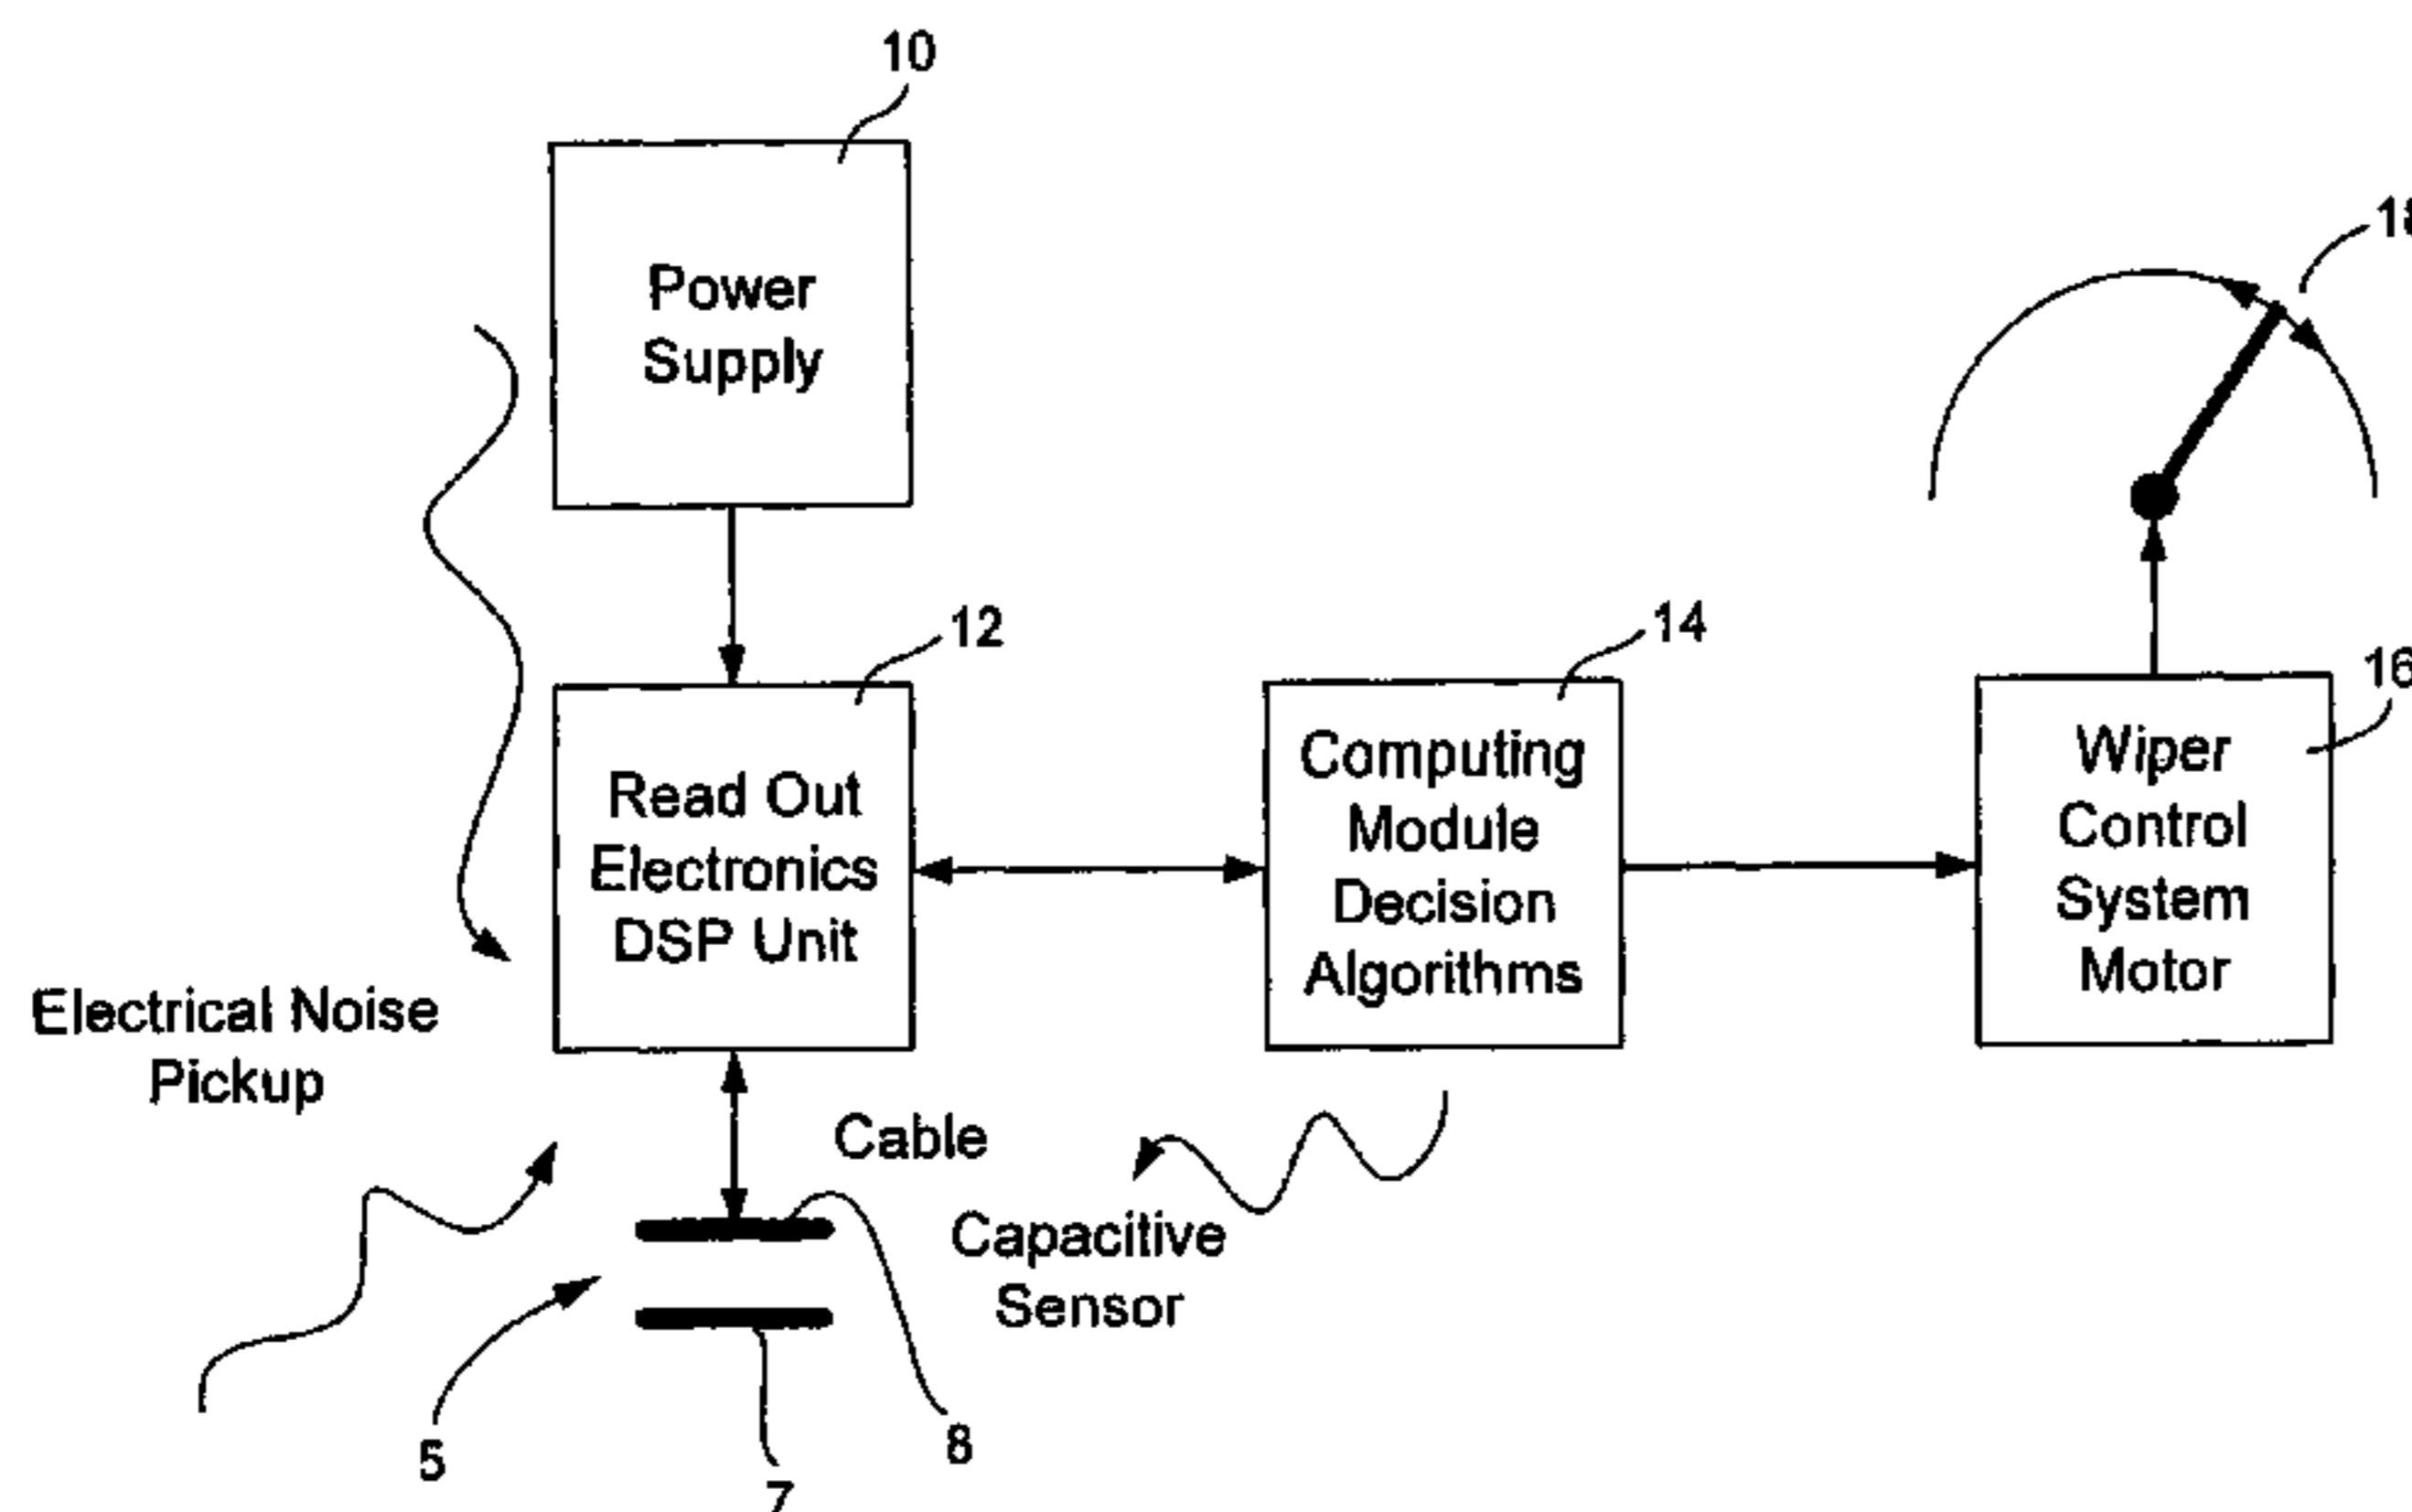 10
Power
Supply
18
12
14
16
Read Out
Electronics
DSP Unit
Computing
Module
Decision
Algorithms
Wiper
Control
System
Motor
Electrical Noise
Pickup
Cable
Capacitive
Sensor
5
7
8